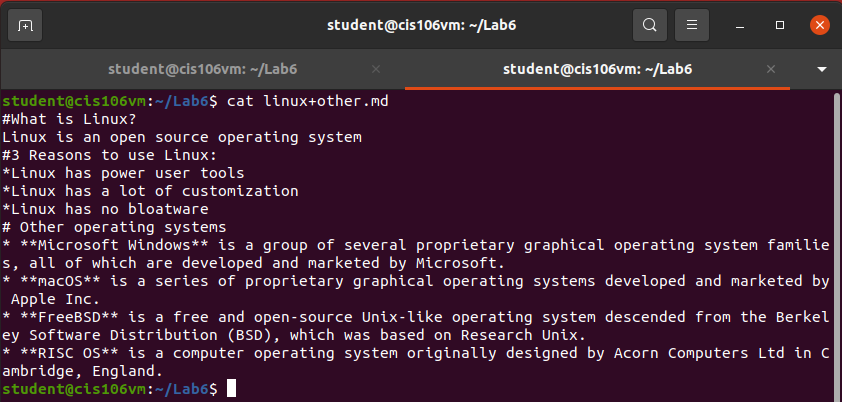 student@cis106vm: ~/Lab6
student@cis106vm: ~/Lab6
student@cis106vm: ~/Lab6
student@cis106vm:~/Lab6$ cat linux+other.md
#What is Linux?
Linux is an open source operating system
#3 Reasons to use Linux:
*Linux has power user tools
*Linux has a lot of customization
*Linux has no bloatware
# Other operating systems
* **Microsoft Windows** is a group of several proprietary graphical operating system familie
s, all of which are developed and marketed by Microsoft.
* **macOS** is a series of proprietary graphical operating systems developed and marketed by
 Apple Inc.
* **FreeBSD** is a free and open-source Unix-like operating system descended from the Berkel
ey Software Distribution (BSD), which was based on Research Unix.
* **RISC OS** is a computer operating system originally designed by Acorn Computers Ltd in C
ambridge, England.
student@cis106vm:~/Lab6$